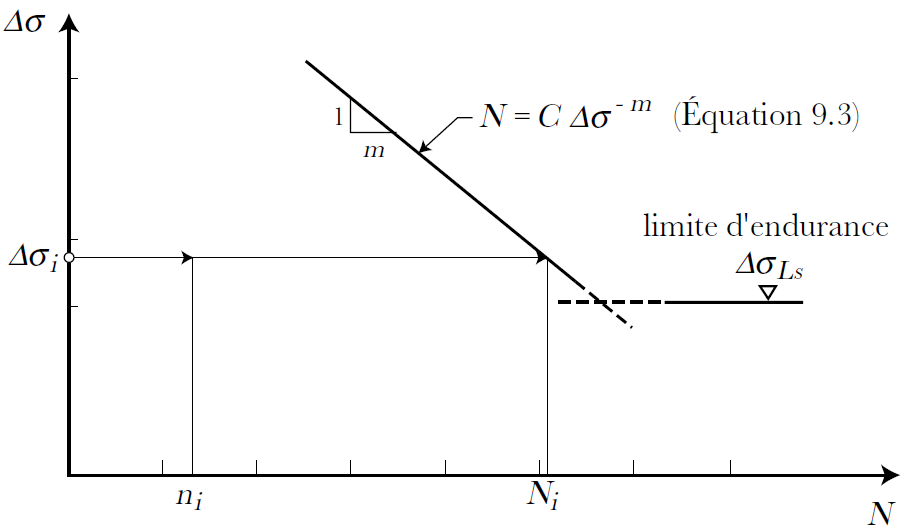 Δσ
1
m
N = C Δσ⁻ᵐ (Équation 9.3)
limite d'endurance
Δσ_Ls
Δσ_i
n_i
N_i
N